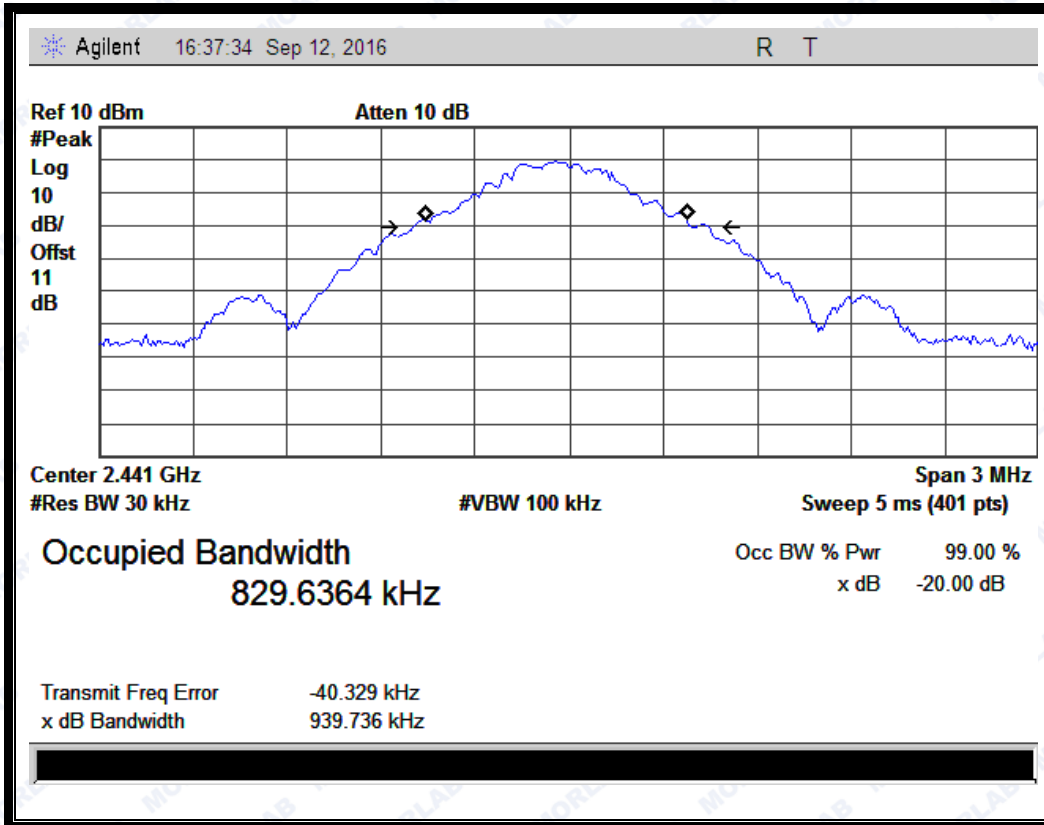 Agilent 16:37:34 Sep 12, 2016 R T
Ref 10 dBm Atten 10 dB
#Peak
Log
10
dB/
Offst
11
dB
Center 2.441 GHz Span 3 MHz
#Res BW 30 kHz #VBW 100 kHz Sweep 5 ms (401 pts)
Occupied Bandwidth Occ BW % Pwr 99.00 %
829.6364 kHz x dB -20.00 dB
Transmit Freq Error -40.329 kHz
x dB Bandwidth 939.736 kHz
MORLAB